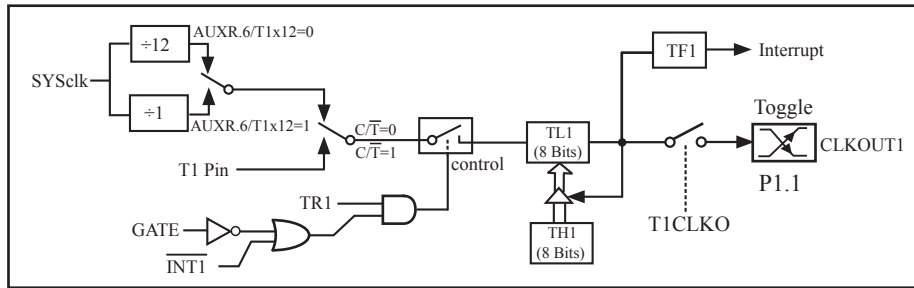 AUXR.6/T1x12=0
÷12
SYSclk
÷1
AUXR.6/T1x12=1
T1 Pin
C/T̅=0
C/T̅=1
control
TR1
GATE
I̅N̅T̅1̅
TL1
(8 Bits)
TH1
(8 Bits)
TF1
Interrupt
Toggle
CLKOUT1
P1.1
T1CLKO